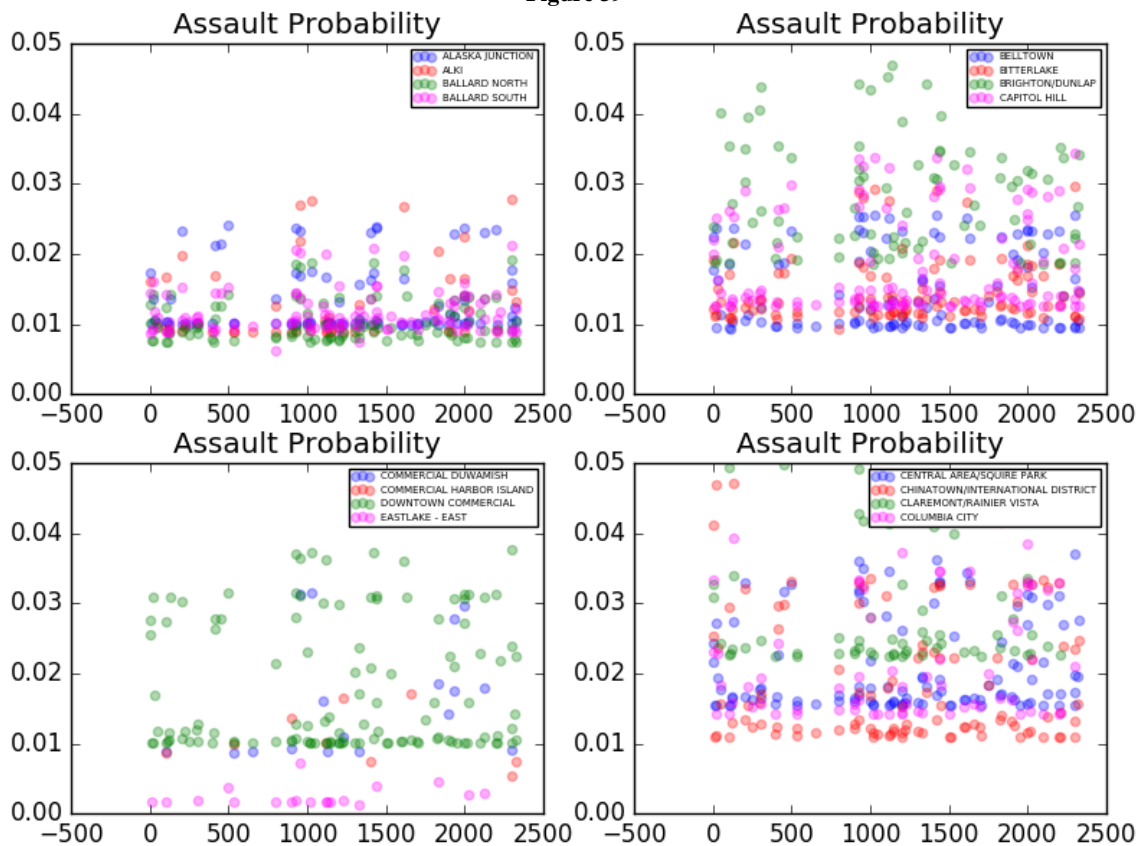 Assault Probability
0.05
0.04
0.03
0.02
0.01
0.00
−500 0 500 1000 1500 2000 2500
ALASKA JUNCTION
ALKI
BALLARD NORTH
BALLARD SOUTH
Assault Probability
0.05
0.04
0.03
0.02
0.01
0.00
−500 0 500 1000 1500 2000 2500
BELLTOWN
BITTERLAKE
BRIGHTON/DUNLAP
CAPITOL HILL
Assault Probability
0.05
0.04
0.03
0.02
0.01
0.00
−500 0 500 1000 1500 2000 2500
COMMERCIAL DUWAMISH
COMMERCIAL HARBOR ISLAND
DOWNTOWN COMMERCIAL
EASTLAKE - EAST
Assault Probability
0.05
0.04
0.03
0.02
0.01
0.00
−500 0 500 1000 1500 2000 2500
CENTRAL AREA/SQUIRE PARK
CHINATOWN/INTERNATIONAL DISTRICT
CLAREMONT/RAINIER VISTA
COLUMBIA CITY